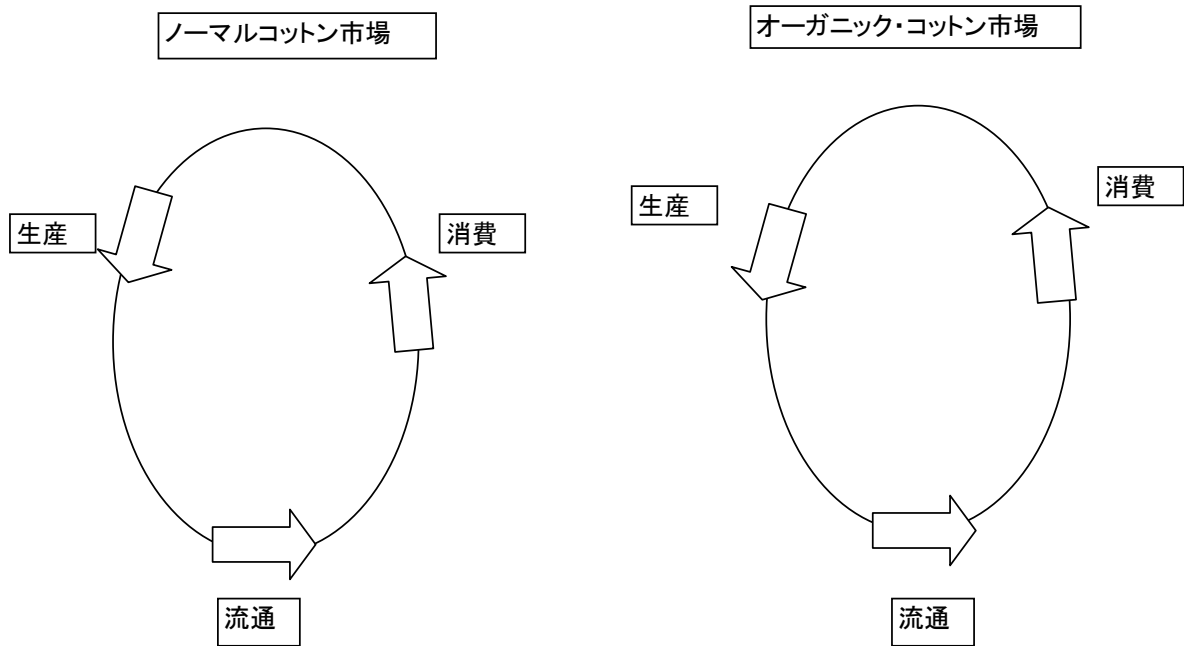 ノーマルコットン市場
オーガニック・コットン市場
生産
消費
流通
生産
消費
流通